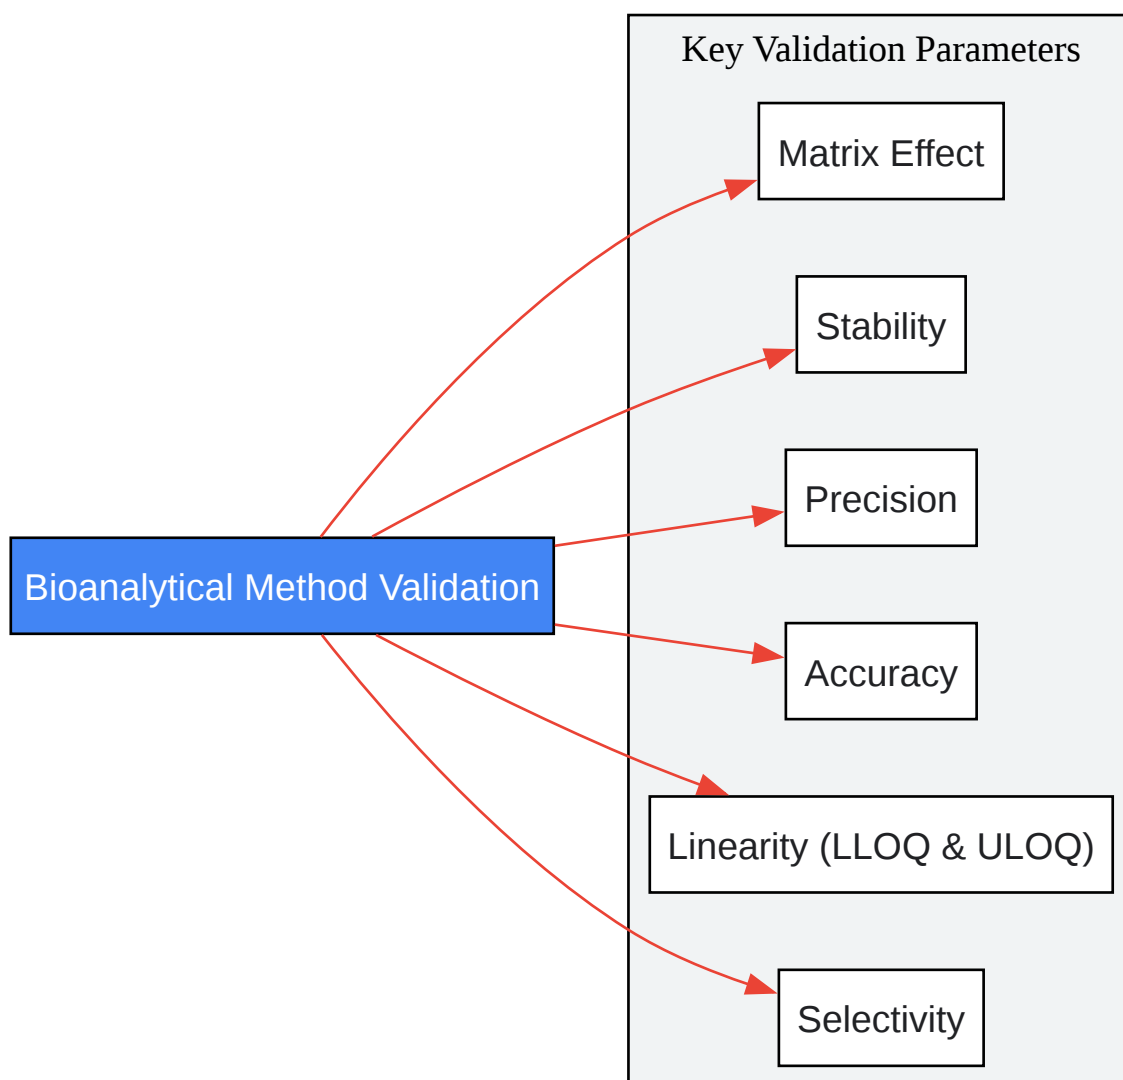 Key Validation Parameters
Matrix Effect
Stability
Precision
Bioanalytical Method Validation
Accuracy
Linearity (LLOQ & ULOQ)
Selectivity